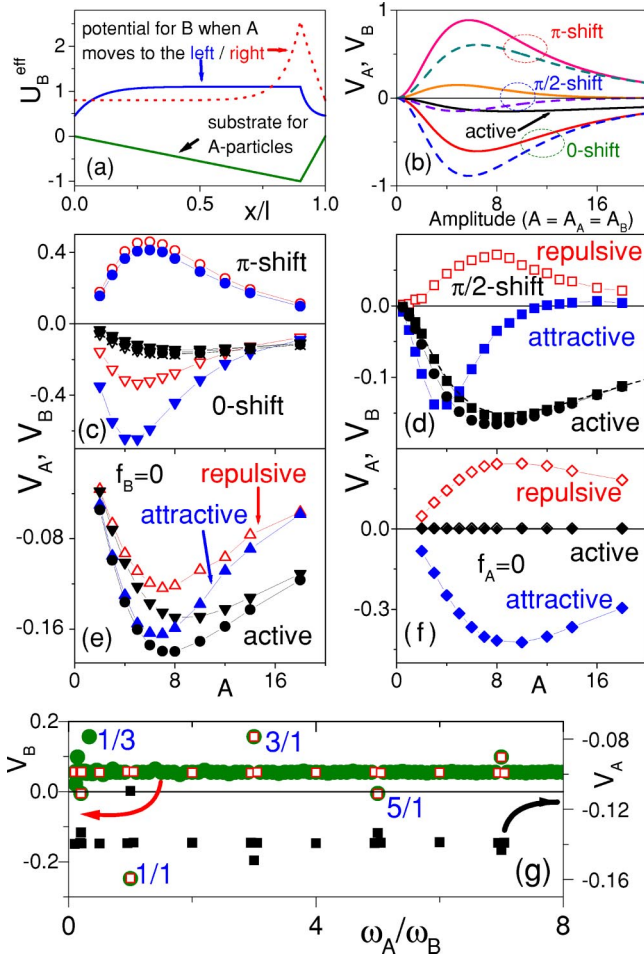 potential for B when A
moves to the left / right
substrate for
A-particles
(a)
U_B^eff
2
1
0
-1
0.0
0.5
1.0
x/l
V_A, V_B
1
0
-1
π-shift
π/2-shift
active
0-shift
(b)
0
8
16
Amplitude (A = A_A = A_B)
0.4
0.0
-0.4
π-shift
0-shift
(c)
V_A, V_B
repulsive
π/2-shift
attractive
active
(d)
0.0
-0.1
V_B
f_B=0
repulsive
attractive
active
(e)
-0.08
-0.16
0
8
16
A
repulsive
active
f_A=0
attractive
(f)
0.0
-0.3
0
8
16
A
V_B
0.2
0.0
-0.2
1/3
3/1
5/1
1/1
(g)
V_A
-0.08
-0.12
-0.16
0
4
8
ω_A/ω_B